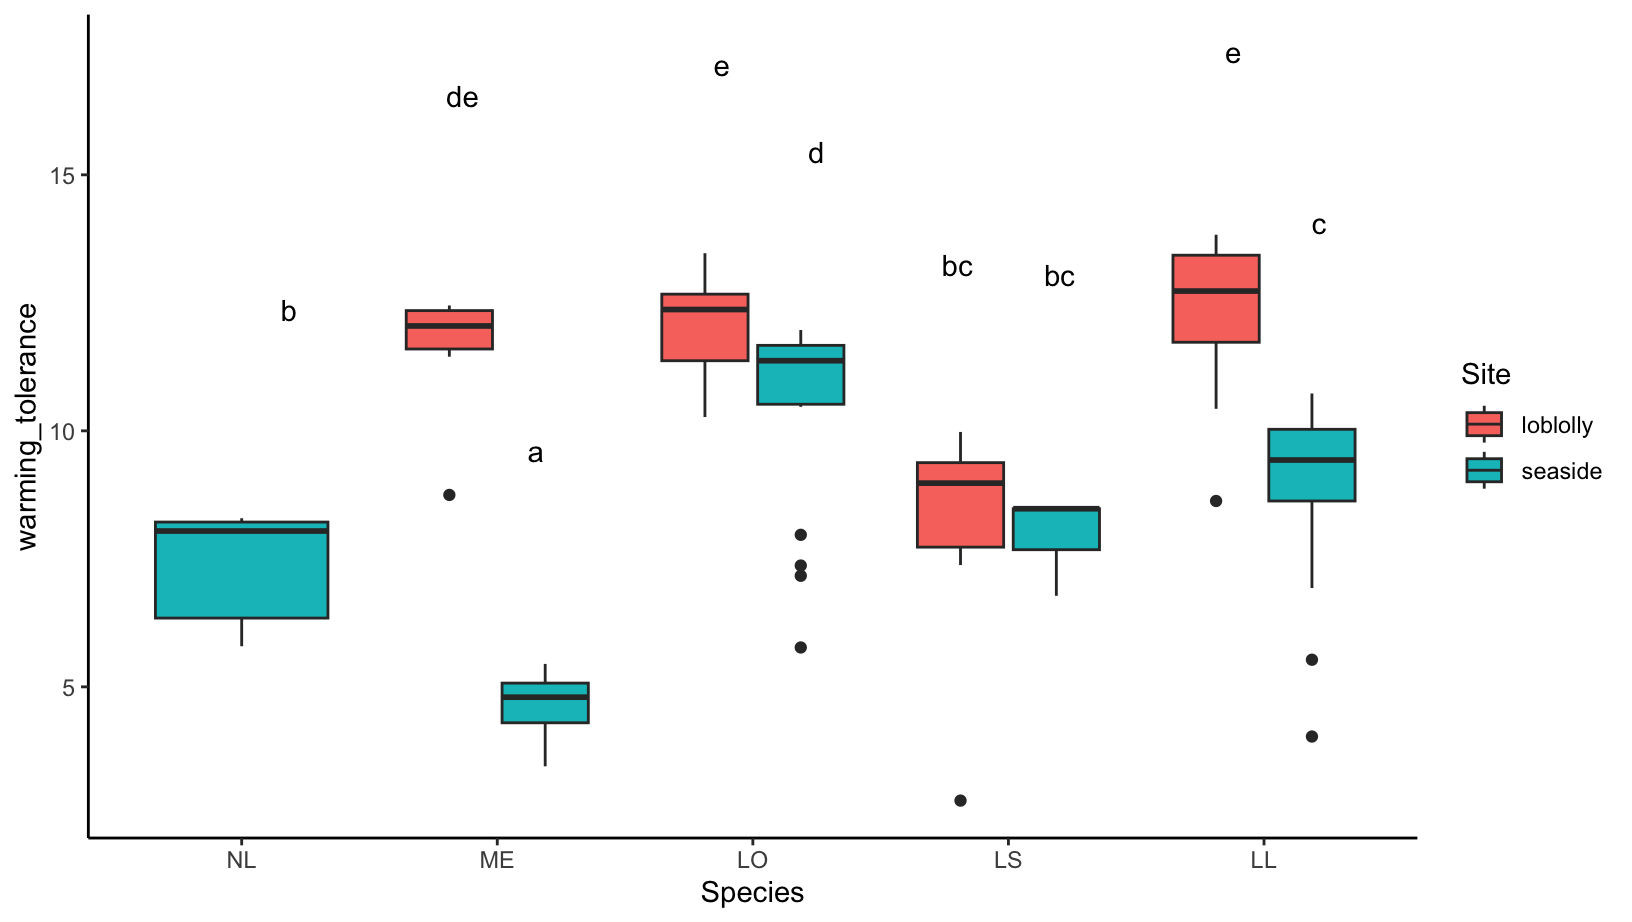 e
e
de
d
15
c
bc
bc
b
Site
10
loblolly
a
seaside
5
warming_tolerance
NL ME LO LS LL
Species